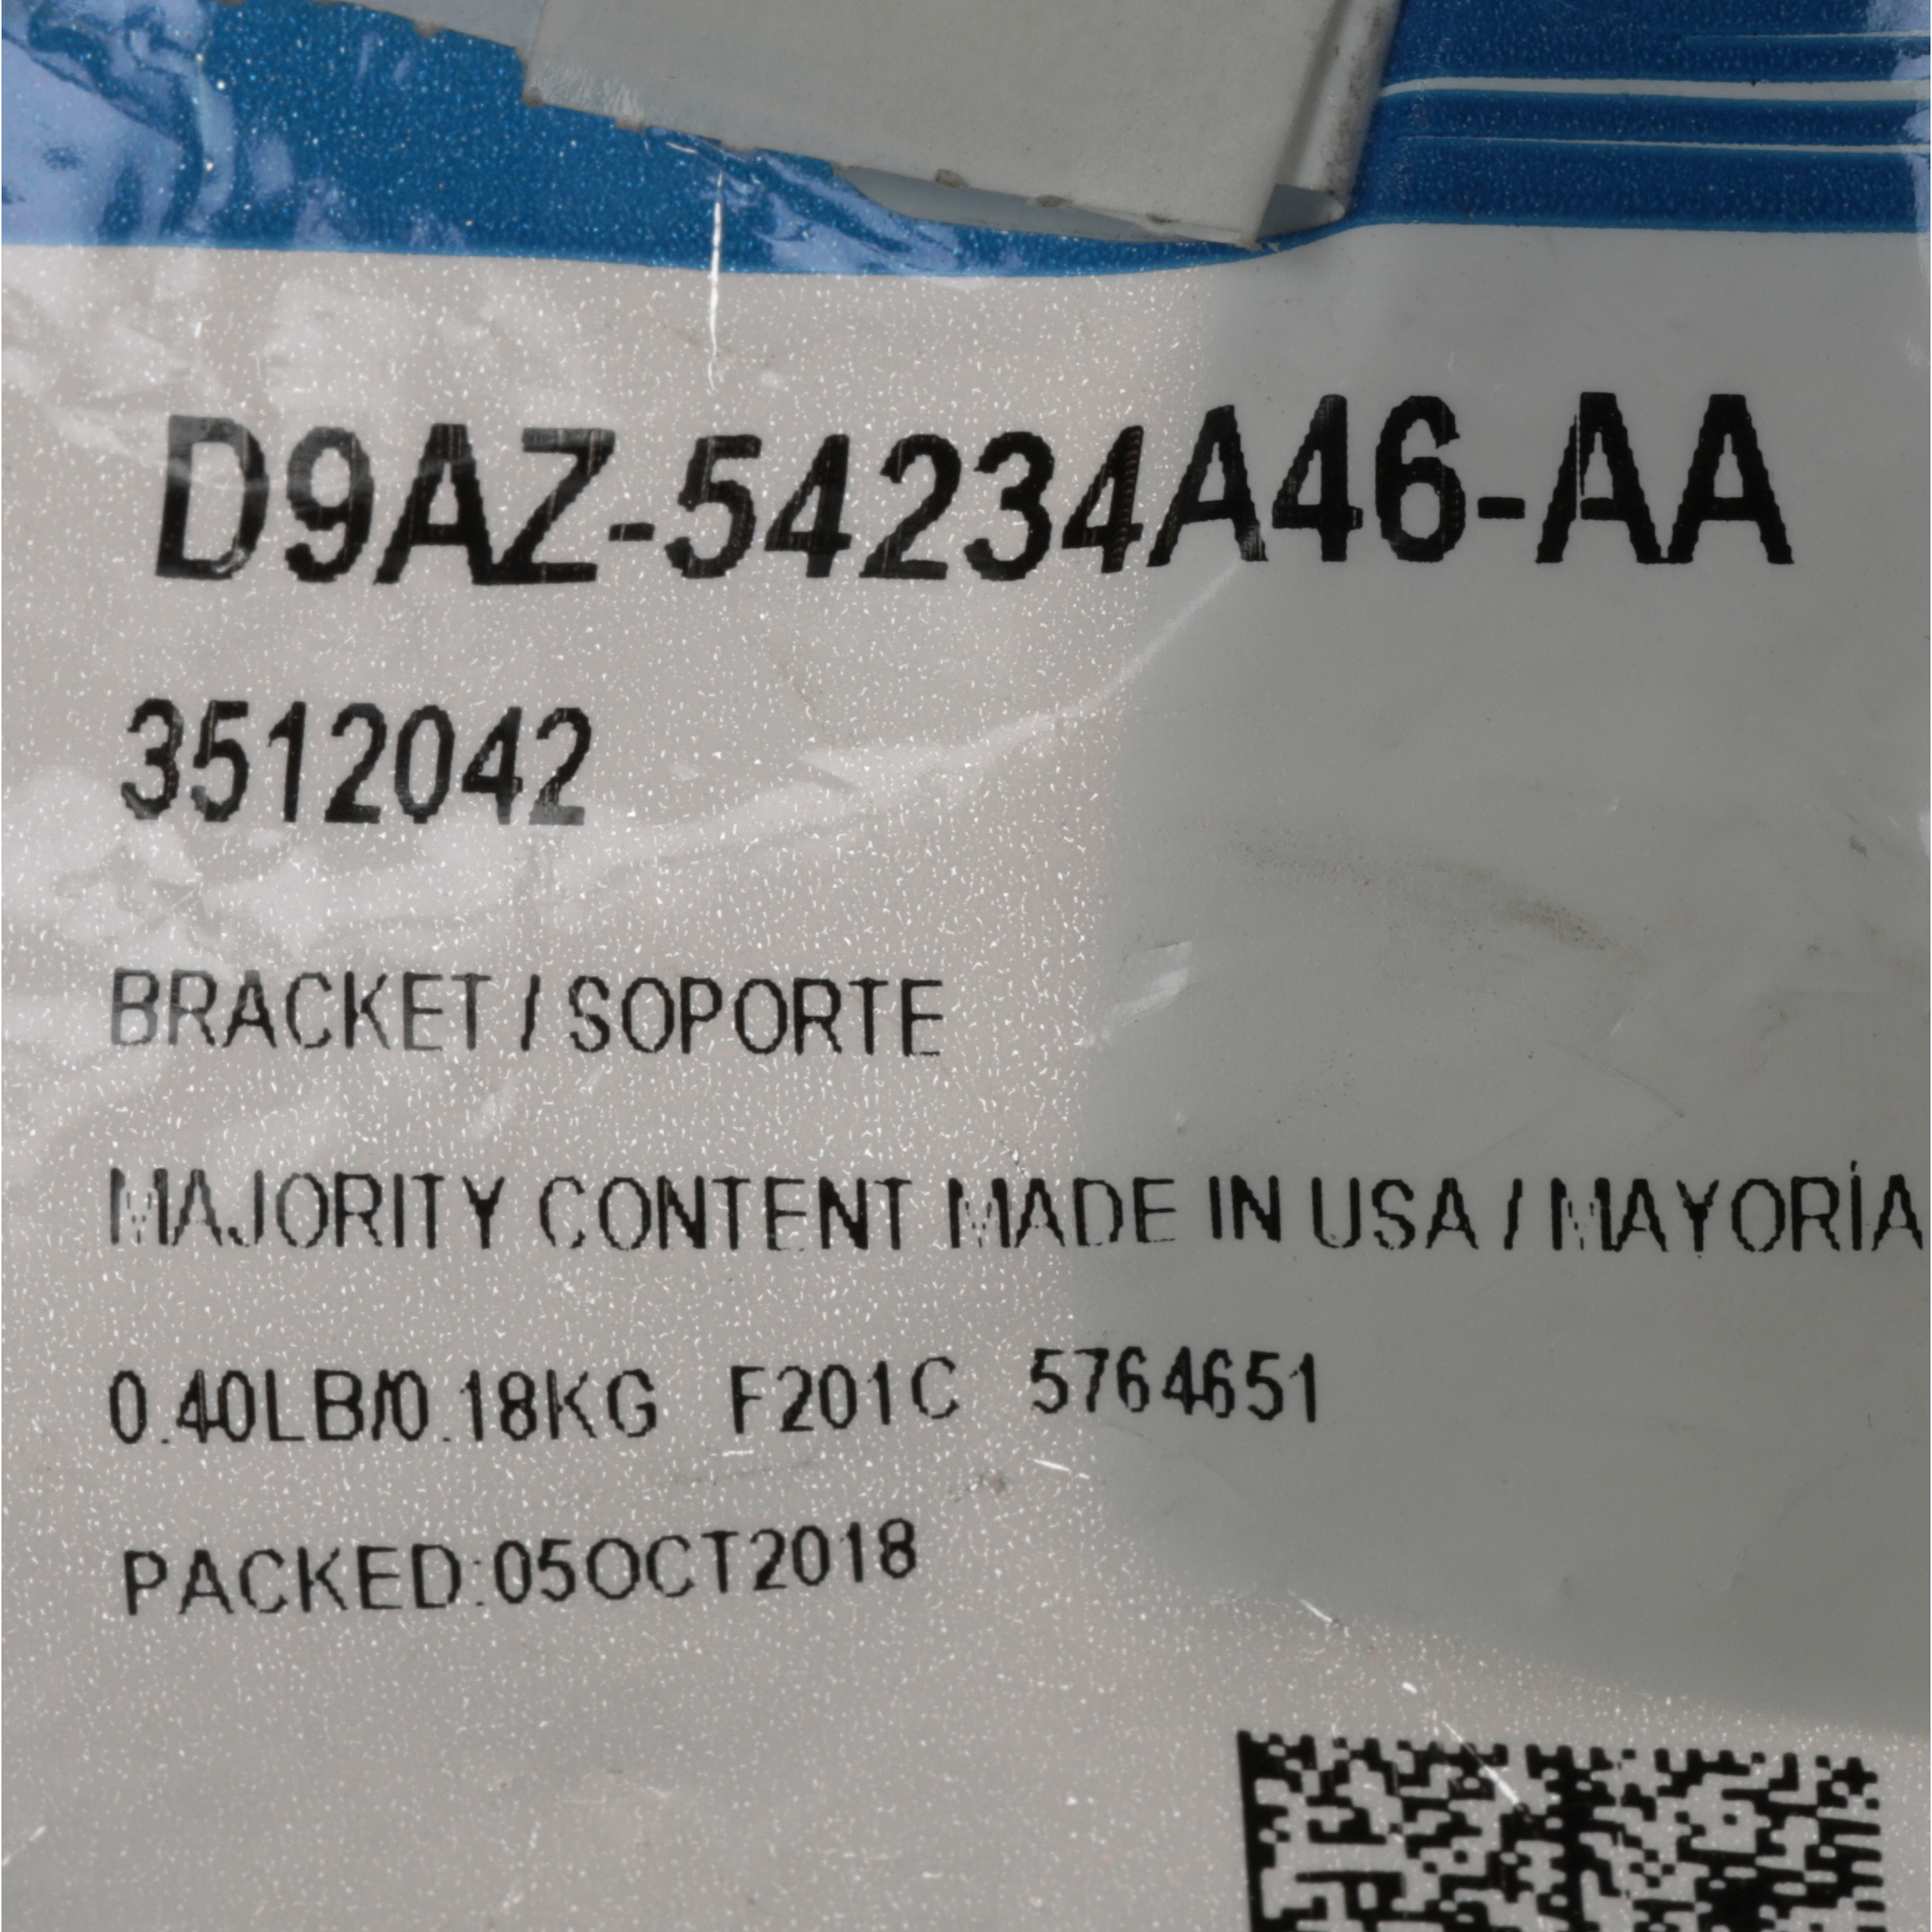 D9AZ-54234A46-AA
3512042
BRACKET / SOPORTE
MAJORITY CONTENT MADE IN USA / MAYORÍA
0.40LB/0.18KG F201C 5764651
PACKED:05OCT2018